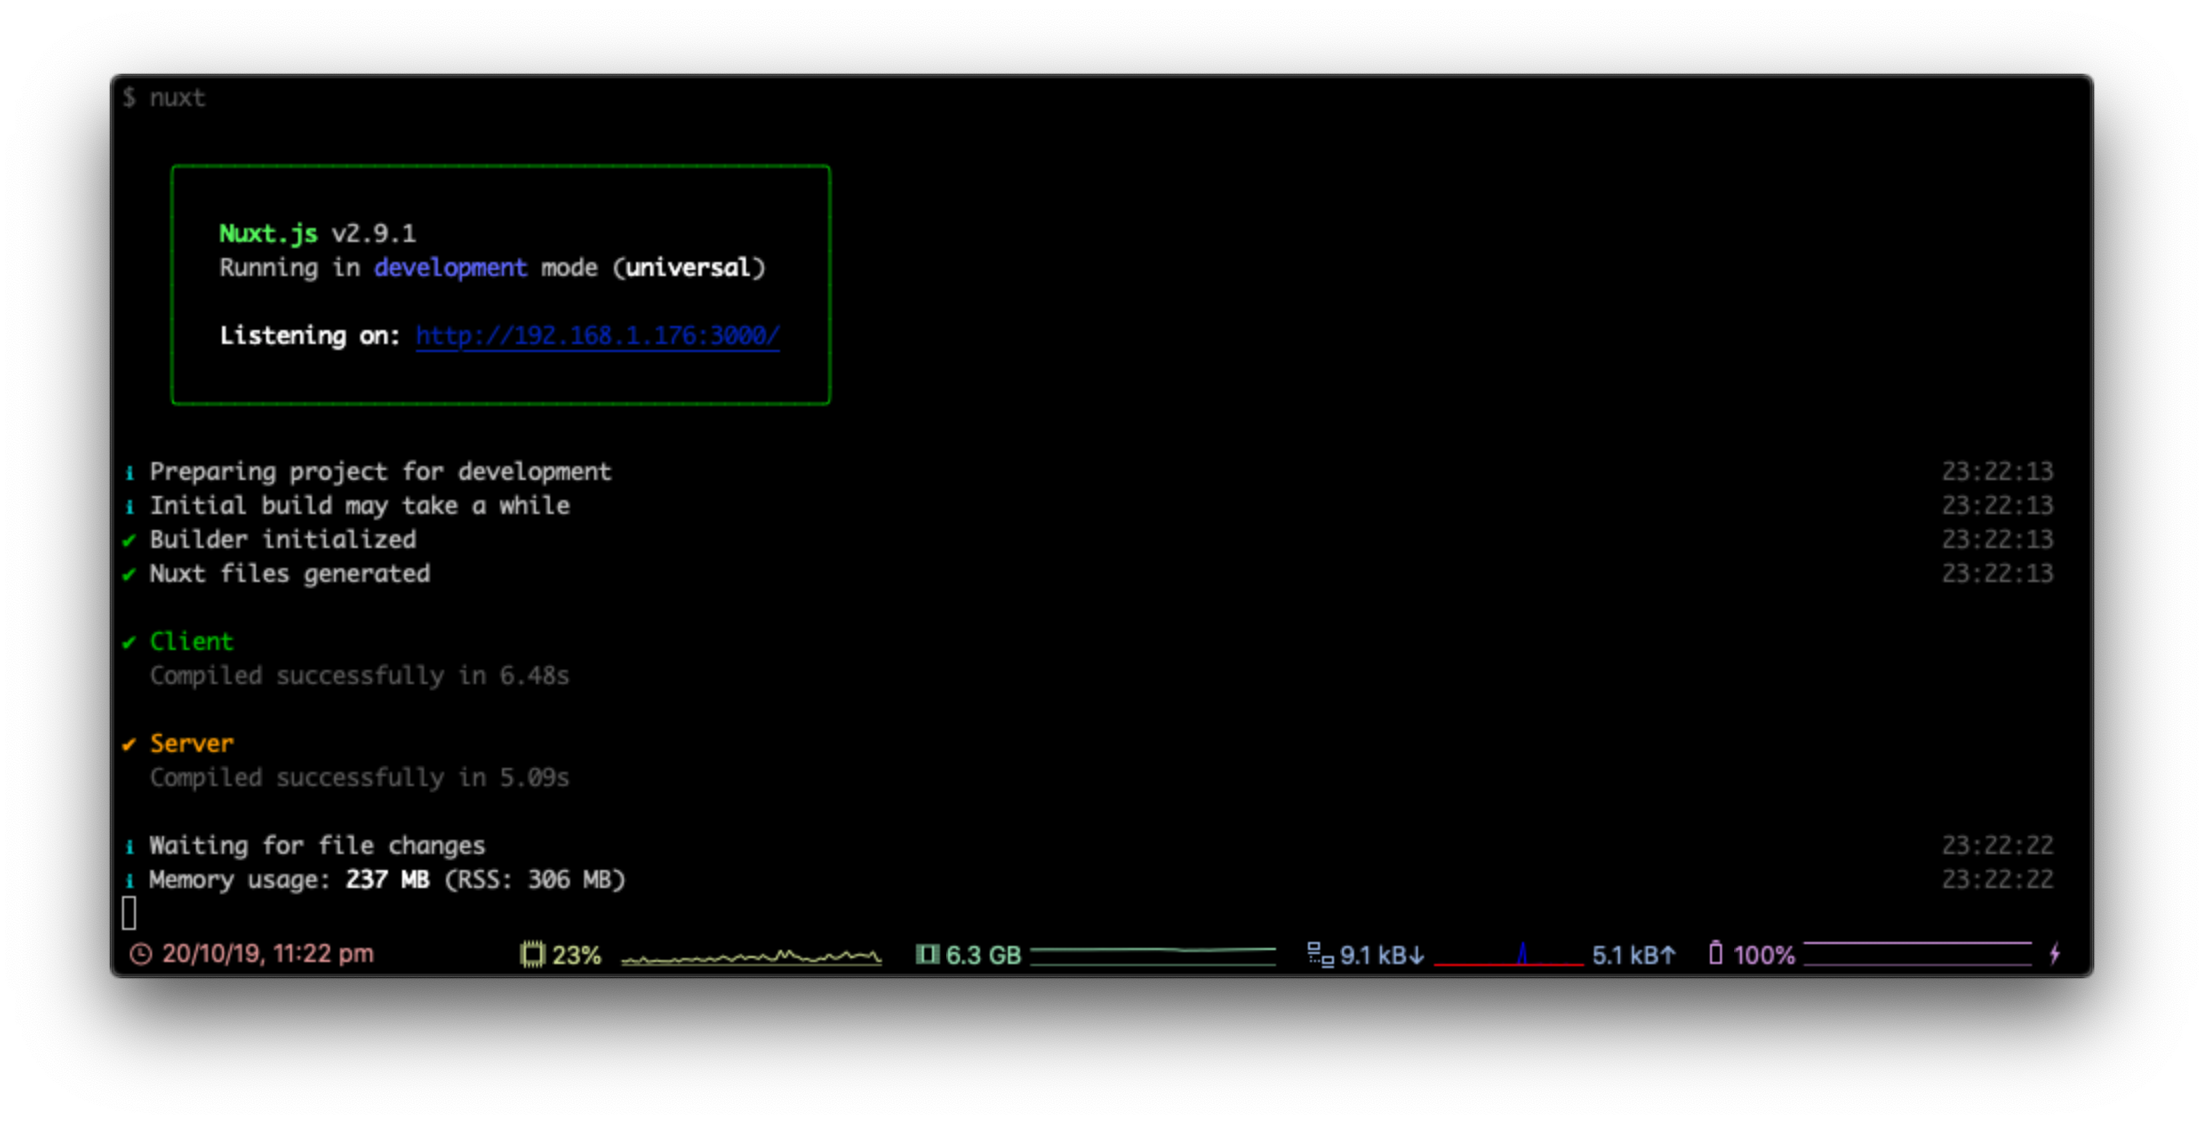 $ nuxt
Nuxt.js v2.9.1
Running in development mode (universal)
Listening on: http://192.168.1.176:3000/
ℹ Preparing project for development 23:22:13
ℹ Initial build may take a while 23:22:13
✔ Builder initialized 23:22:13
✔ Nuxt files generated 23:22:13
✔ Client
Compiled successfully in 6.48s
✔ Server
Compiled successfully in 5.09s
ℹ Waiting for file changes 23:22:22
ℹ Memory usage: 237 MB (RSS: 306 MB) 23:22:22
20/10/19, 11:22 pm 23% 6.3 GB 9.1 kB↓ 5.1 kB↑ 100%